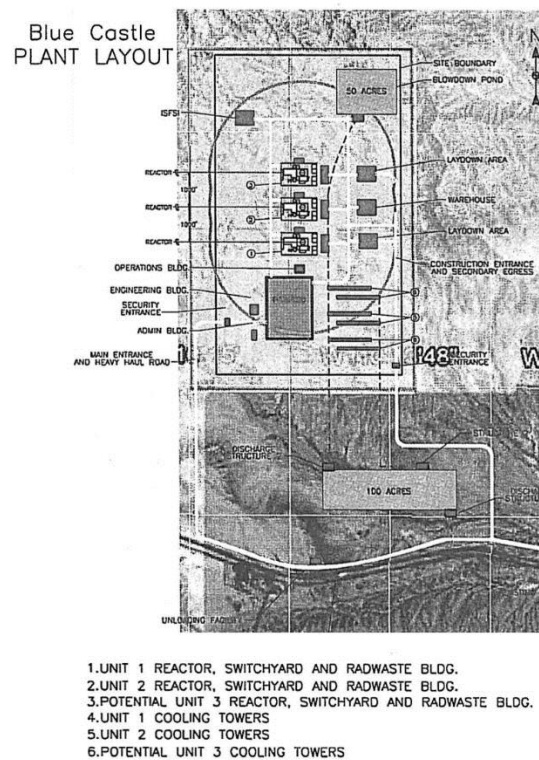 Blue Castle
PLANT LAYOUT
N
SITE BOUNDARY
BLOWDOWN POND
50 ACRES
ISFSI
LAYDOWN AREA
REACTOR
1000'
WAREHOUSE
REACTOR
1000'
LAYDOWN AREA
REACTOR
CONSTRUCTION ENTRANCE
AND SECONDARY EGRESS
OPERATIONS BLDG.
ENGINEERING BLDG.
SECURITY
ENTRANCE
ADMIN BLDG.
MAIN ENTRANCE
AND HEAVY HAUL ROAD
'48"
W
SECURITY
ENTRANCE
DISCHARGE
STRUCTURE
100 ACRES
1.UNIT 1 REACTOR, SWITCHYARD AND RADWASTE BLDG.
2.UNIT 2 REACTOR, SWITCHYARD AND RADWASTE BLDG.
3.POTENTIAL UNIT 3 REACTOR, SWITCHYARD AND RADWASTE BLDG.
4.UNIT 1 COOLING TOWERS
5.UNIT 2 COOLING TOWERS
6.POTENTIAL UNIT 3 COOLING TOWERS